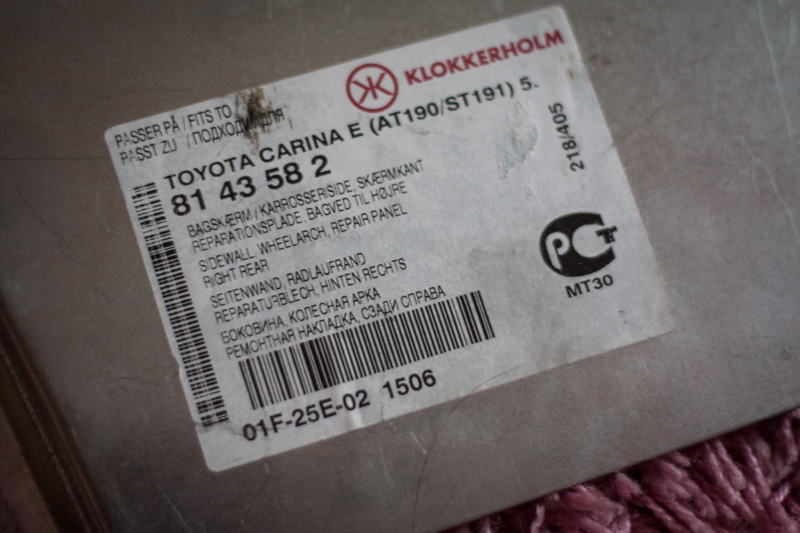 KLOKKERHOLM
PASSER PÅ / FITS TO
PASST ZU / ПОДХОДИТ ДЛЯ
TOYOTA CARINA E (AT190/ST191) 5.
81 43 58 2
218/405
BAGSKÆRM / KARROSSERISIDE, SKÆRMKANT
REPARATIONSPLADE, BAGVED TIL HØJRE
SIDEWALL, WHEELARCH, REPAIR PANEL
RIGHT REAR
SEITENWAND, RADLAUFRAND
REPARATURBLECH, HINTEN RECHTS
БОКОВИНА, КОЛЕСНАЯ АРКА
РЕМОНТНАЯ НАКЛАДКА, СЗАДИ СПРАВА
РСТ
МТ30
01F-25E-02 1506